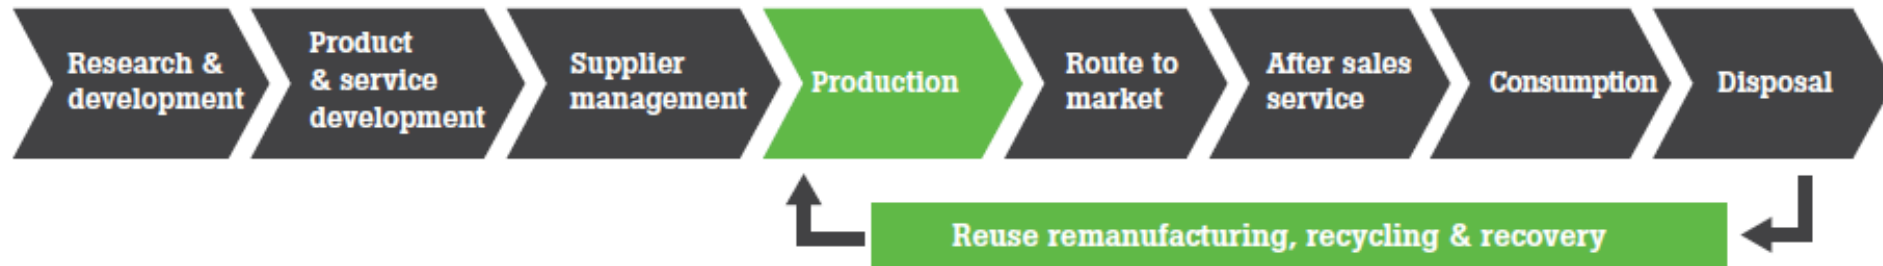 Research &
development
Product
& service
development
Supplier
management
Production
Route to
market
After sales
service
Consumption
Disposal
Reuse remanufacturing, recycling & recovery